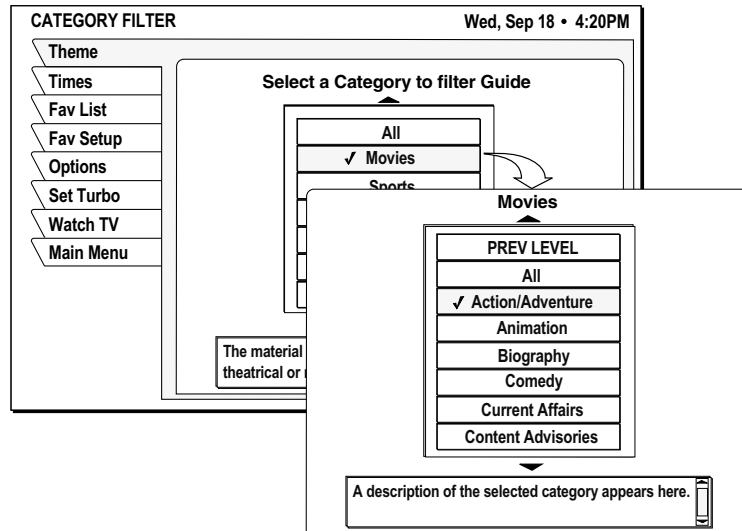 CATEGORY FILTER
Wed, Sep 18 • 4:20PM
Theme
Times
Fav List
Fav Setup
Options
Set Turbo
Watch TV
Main Menu
Select a Category to filter Guide
All
✓ Movies
Sports
The material
theatrical or
Movies
PREV LEVEL
All
✓ Action/Adventure
Animation
Biography
Comedy
Current Affairs
Content Advisories
A description of the selected category appears here.